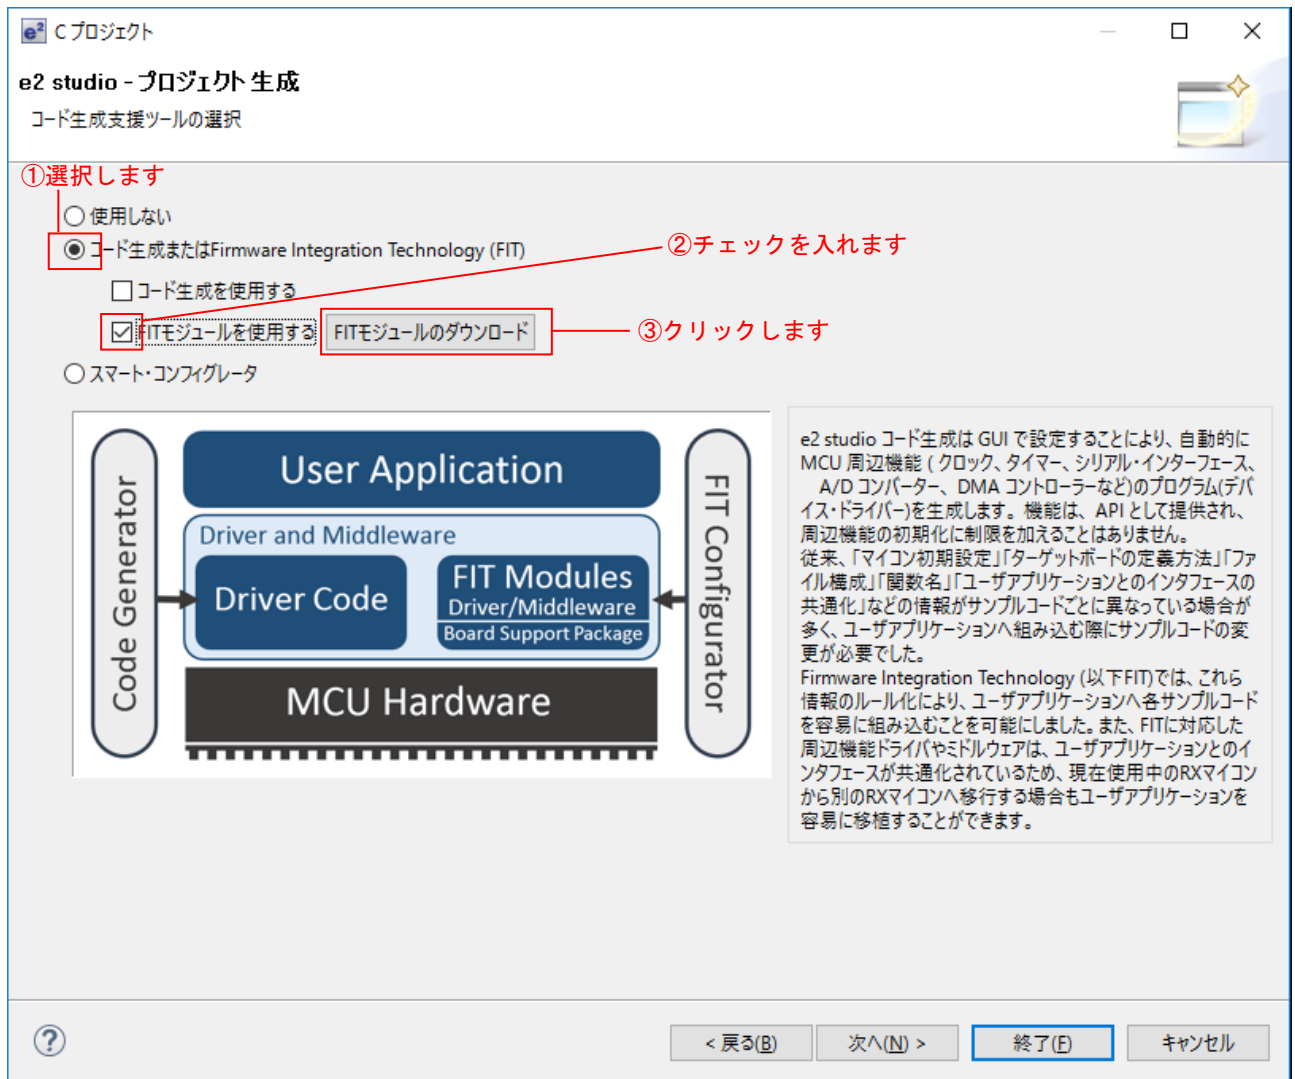 e² C プロジェクト
e2 studio - プロジェクト 生成
コード生成支援ツールの選択
①選択します
使用しない
コード生成またはFirmware Integration Technology (FIT)
②チェックを入れます
コード生成を使用する
FITモジュールを使用する
FITモジュールのダウンロード
③クリックします
スマート・コンフィグレータ
Code Generator
User Application
Driver and Middleware
Driver Code
FIT Modules
Driver/Middleware
Board Support Package
MCU Hardware
FIT Configurator
e2 studio コード生成は GUI で設定することにより、自動的に
MCU 周辺機能 ( クロック、タイマー、シリアル・インターフェース、
A/D コンバーター、 DMA コントローラーなど)のプログラム(デバ
イス・ドライバー)を生成します。機能は、API として提供され、
周辺機能の初期化に制限を加えることはありません。
従来、「マイコン初期設定」「ターゲットボードの定義方法」「ファ
イル構成」「関数名」「ユーザアプリケーションとのインタフェースの
共通化」などの情報がサンプルコードごとに異なっている場合が
多く、ユーザアプリケーションへ組み込む際にサンプルコードの変
更が必要でした。
Firmware Integration Technology (以下FIT)では、これら
情報のルール化により、ユーザアプリケーションへ各サンプルコード
を容易に組み込むことを可能にしました。また、FITに対応した
周辺機能ドライバやミドルウェアは、ユーザアプリケーションとのイ
ンタフェースが共通化されているため、現在使用中のRXマイコン
から別のRXマイコンへ移行する場合もユーザアプリケーションを
容易に移植することができます。
?
< 戻る(B)
次へ(N) >
終了(F)
キャンセル